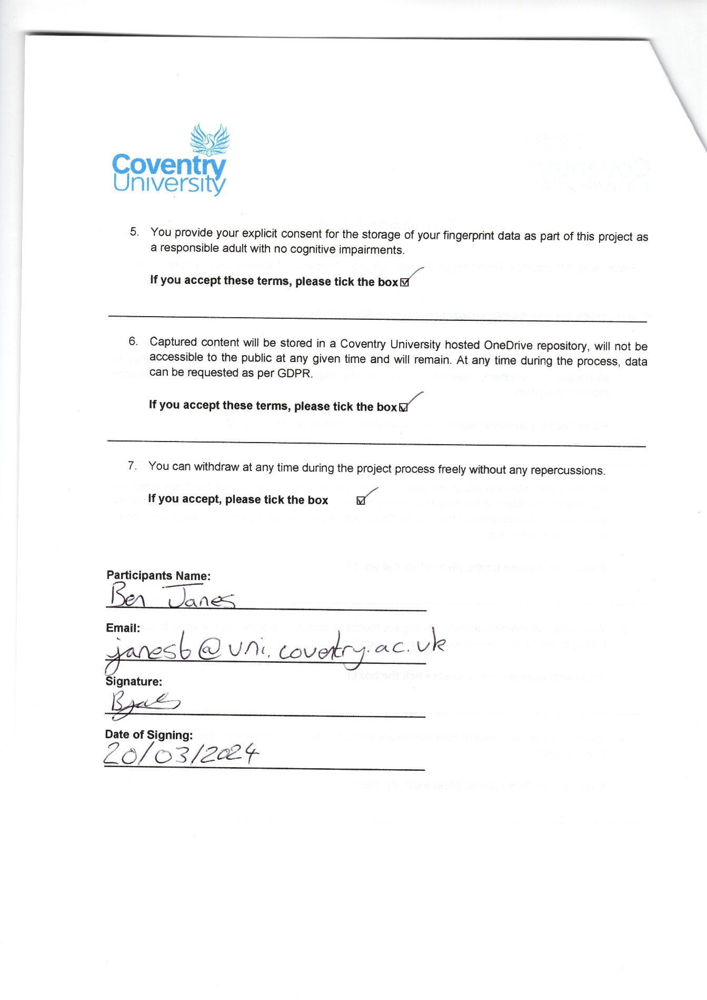 Coventry
University
5. You provide your explicit consent for the storage of your fingerprint data as part of this project as
a responsible adult with no cognitive impairments.
If you accept these terms, please tick the box ☑
6. Captured content will be stored in a Coventry University hosted OneDrive repository, will not be
accessible to the public at any given time and will remain. At any time during the process, data
can be requested as per GDPR.
If you accept these terms, please tick the box ☑
7. You can withdraw at any time during the project process freely without any repercussions.
If you accept, please tick the box ☑
Participants Name:
Ben Janes
Email:
janesb@uni.coventry.ac.uk
Signature:
BJanes
Date of Signing:
20/03/2024